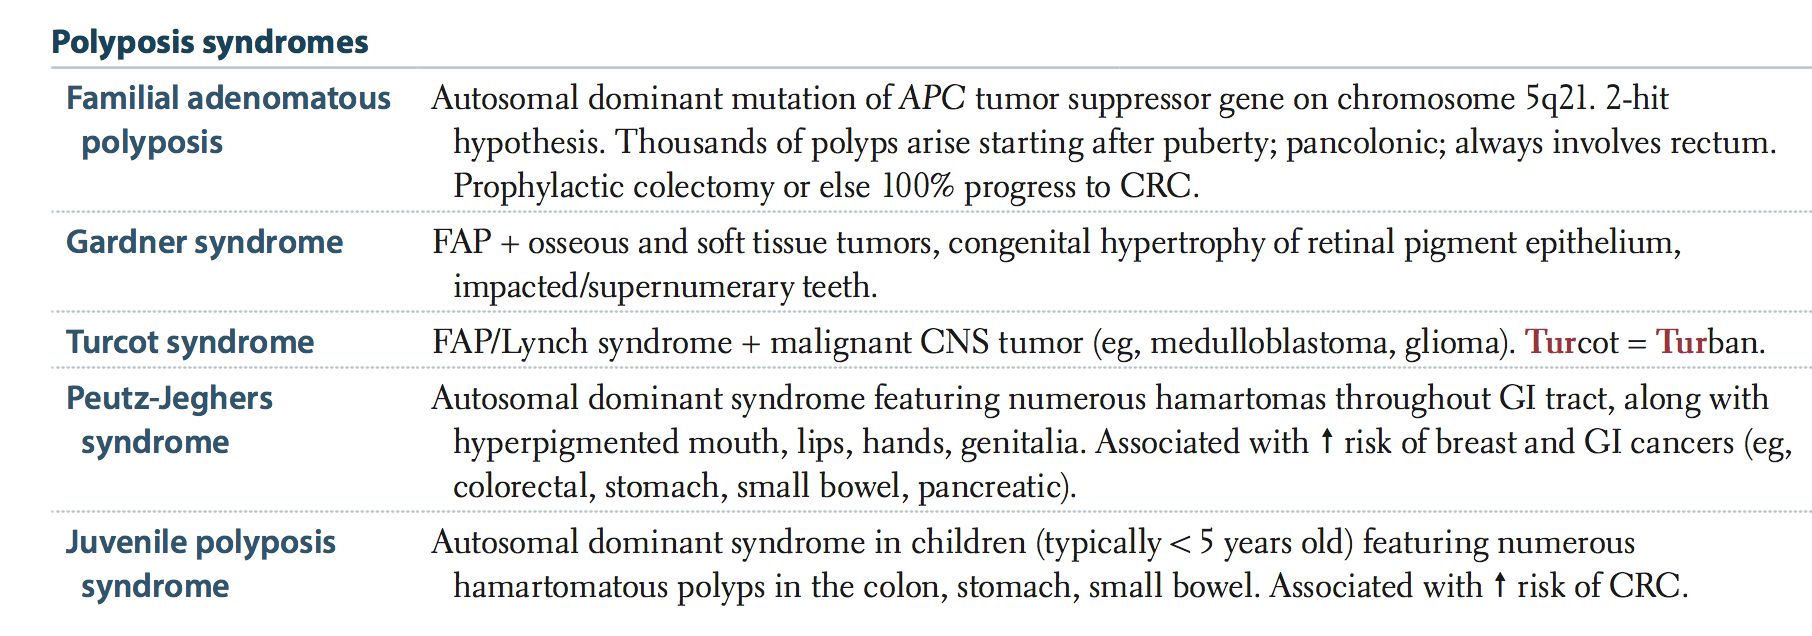 Polyposis syndromes
Familial adenomatous
polyposis
Autosomal dominant mutation of APC tumor suppressor gene on chromosome 5q21. 2-hit
hypothesis. Thousands of polyps arise starting after puberty; pancolonic; always involves rectum.
Prophylactic colectomy or else 100% progress to CRC.
Gardner syndrome
FAP + osseous and soft tissue tumors, congenital hypertrophy of retinal pigment epithelium,
impacted/supernumerary teeth.
Turcot syndrome
FAP/Lynch syndrome + malignant CNS tumor (eg, medulloblastoma, glioma). Turcot = Turban.
Peutz-Jeghers
syndrome
Autosomal dominant syndrome featuring numerous hamartomas throughout GI tract, along with
hyperpigmented mouth, lips, hands, genitalia. Associated with ↑ risk of breast and GI cancers (eg,
colorectal, stomach, small bowel, pancreatic).
Juvenile polyposis
syndrome
Autosomal dominant syndrome in children (typically < 5 years old) featuring numerous
hamartomatous polyps in the colon, stomach, small bowel. Associated with ↑ risk of CRC.